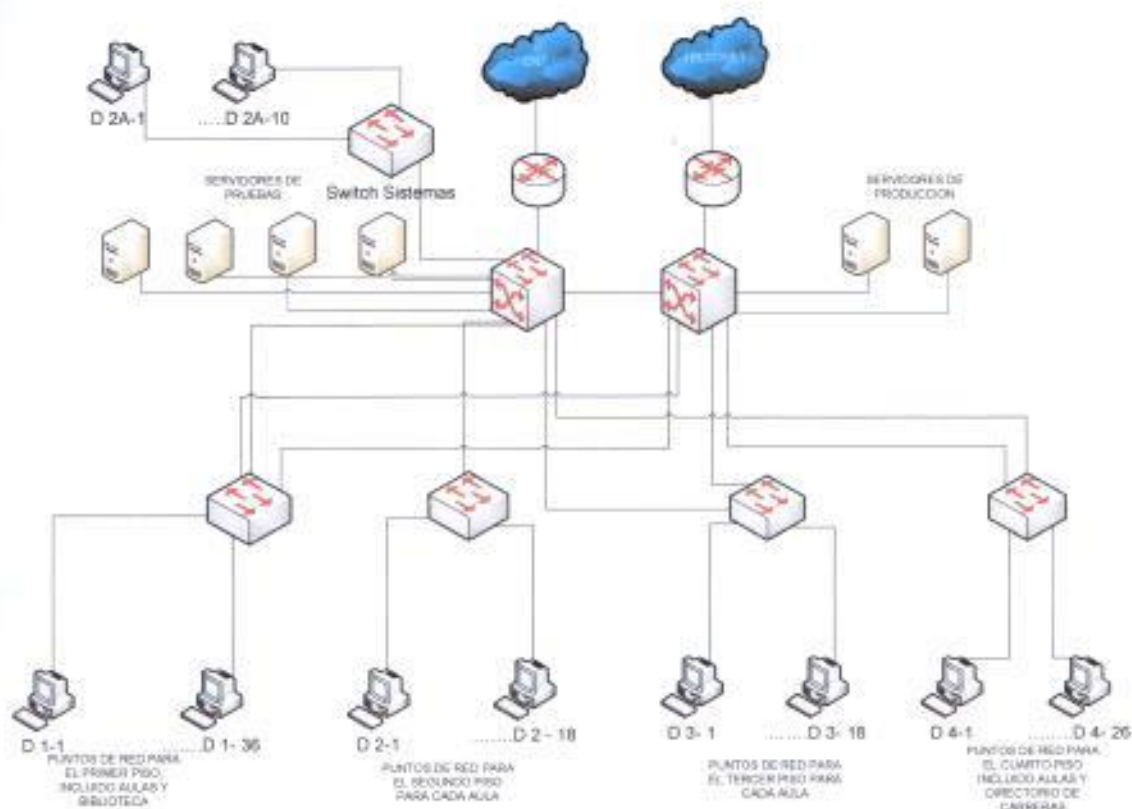 D 2A-1
.....D 2A-10
SERVIDORES DE
PRUEBAS
Switch Sistemas
SERVIDORES DE
PRODUCCION
D 1-1
........D 1- 36
PUNTOS DE RED PARA
EL PRIMER PISO,
INCLUIDO AULAS Y
BIBLIOTECA
D 2-1
.......D 2 - 18
PUNTOS DE RED PARA
EL SEGUNDO PISO
PARA CADA AULA
D 3- 1
.......D 3- 18
PUNTOS DE RED PARA
EL TERCER PISO PARA
CADA AULA
D 4-1
.......D 4- 26
PUNTOS DE RED PARA
EL CUARTO PISO
INCLUIDO AULAS Y
DIRECTORIO DE
CARRERAS